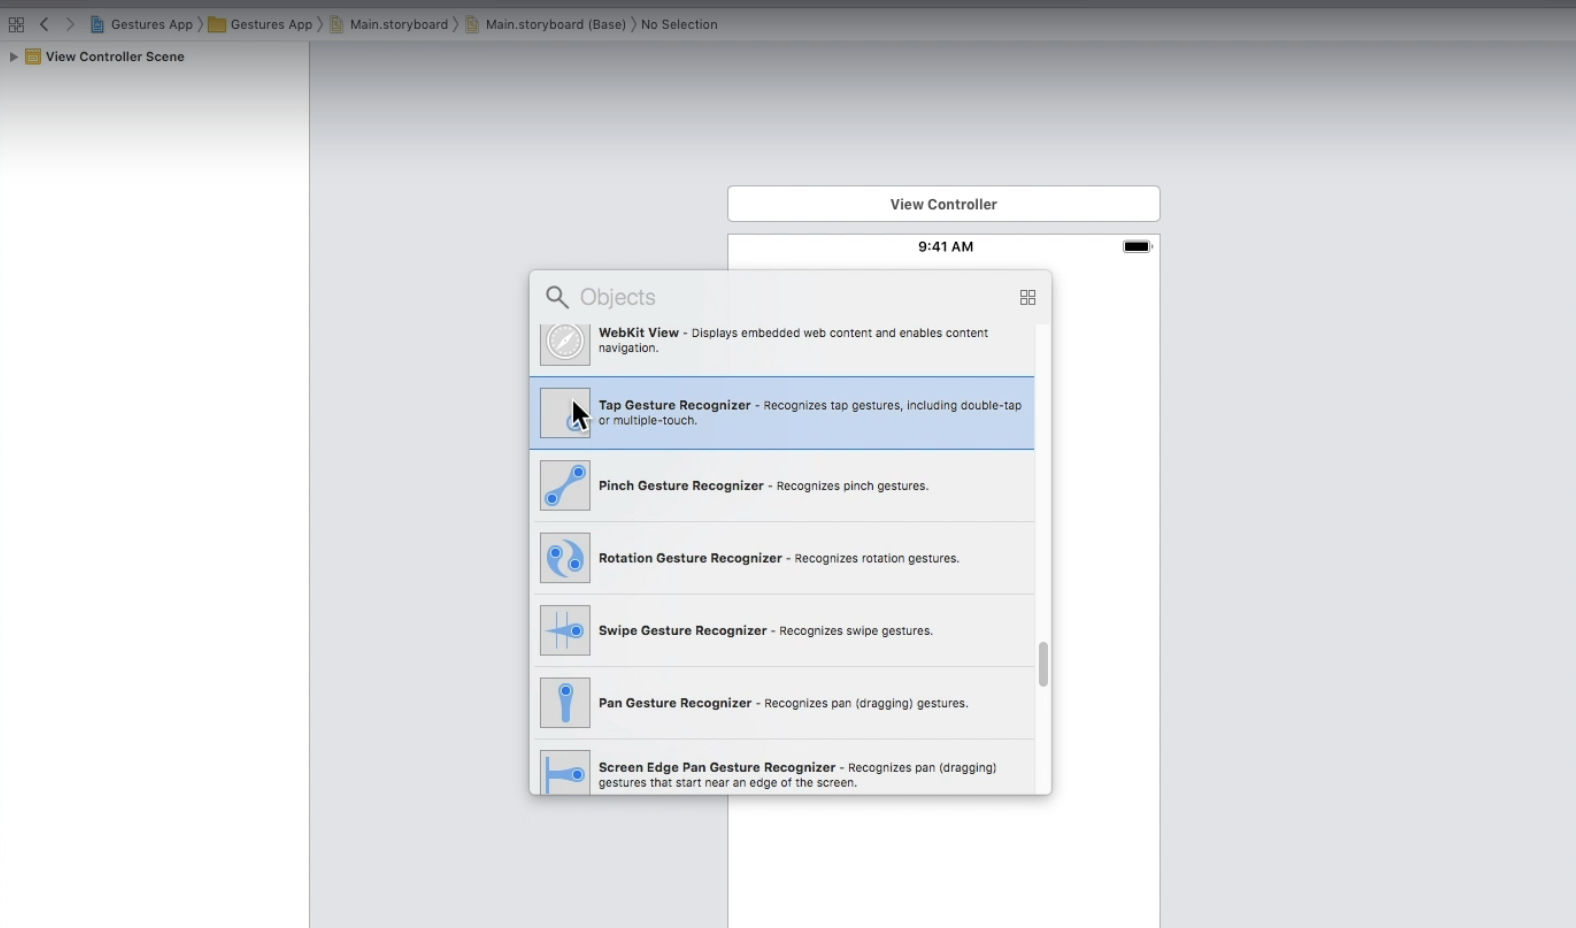 Gestures App 〉 Gestures App 〉 Main.storyboard 〉 Main.storyboard (Base) 〉 No Selection
View Controller Scene
View Controller
9:41 AM
Objects
WebKit View - Displays embedded web content and enables content
navigation.
Tap Gesture Recognizer - Recognizes tap gestures, including double-tap
or multiple-touch.
Pinch Gesture Recognizer - Recognizes pinch gestures.
Rotation Gesture Recognizer - Recognizes rotation gestures.
Swipe Gesture Recognizer - Recognizes swipe gestures.
Pan Gesture Recognizer - Recognizes pan (dragging) gestures.
Screen Edge Pan Gesture Recognizer - Recognizes pan (dragging)
gestures that start near an edge of the screen.